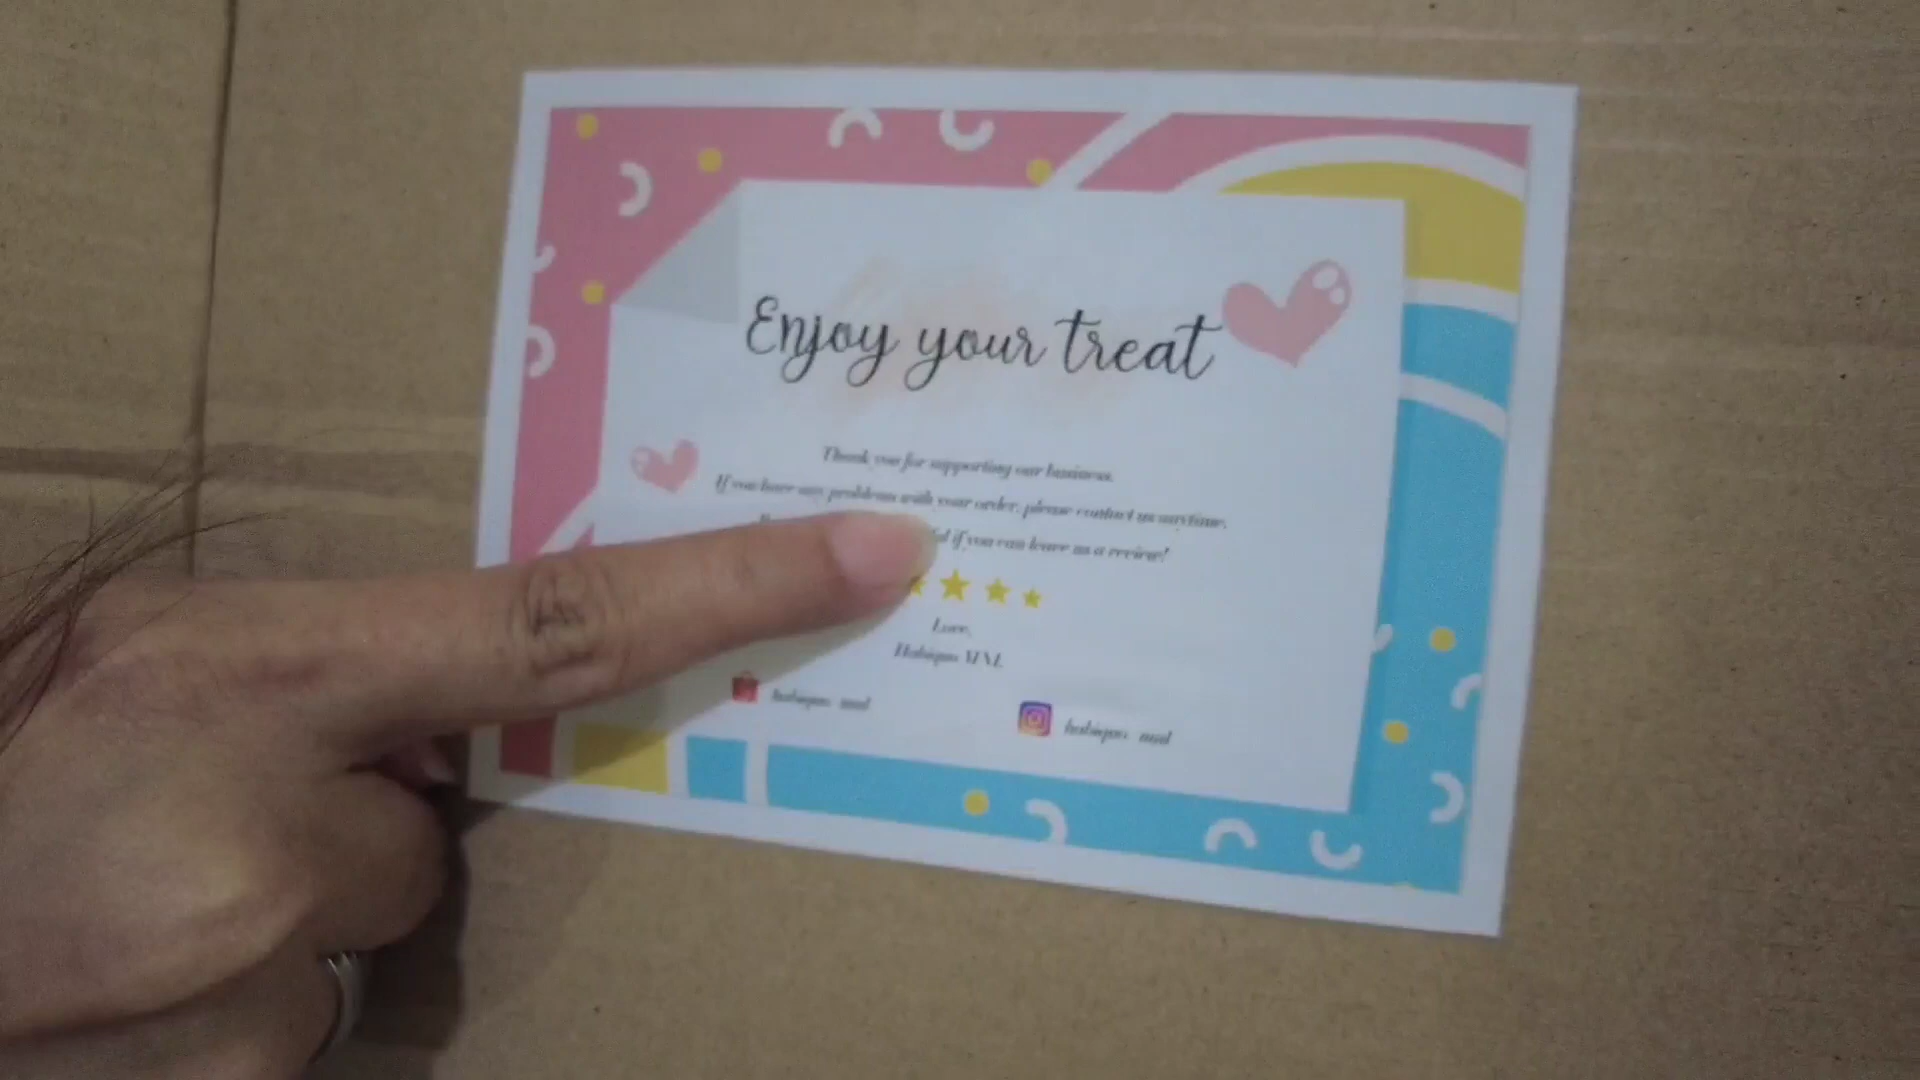 Enjoy your treat
Thank you for supporting our business.
If you have any problem with your order, please contact us anytime.
if you can leave us a review!
Love,